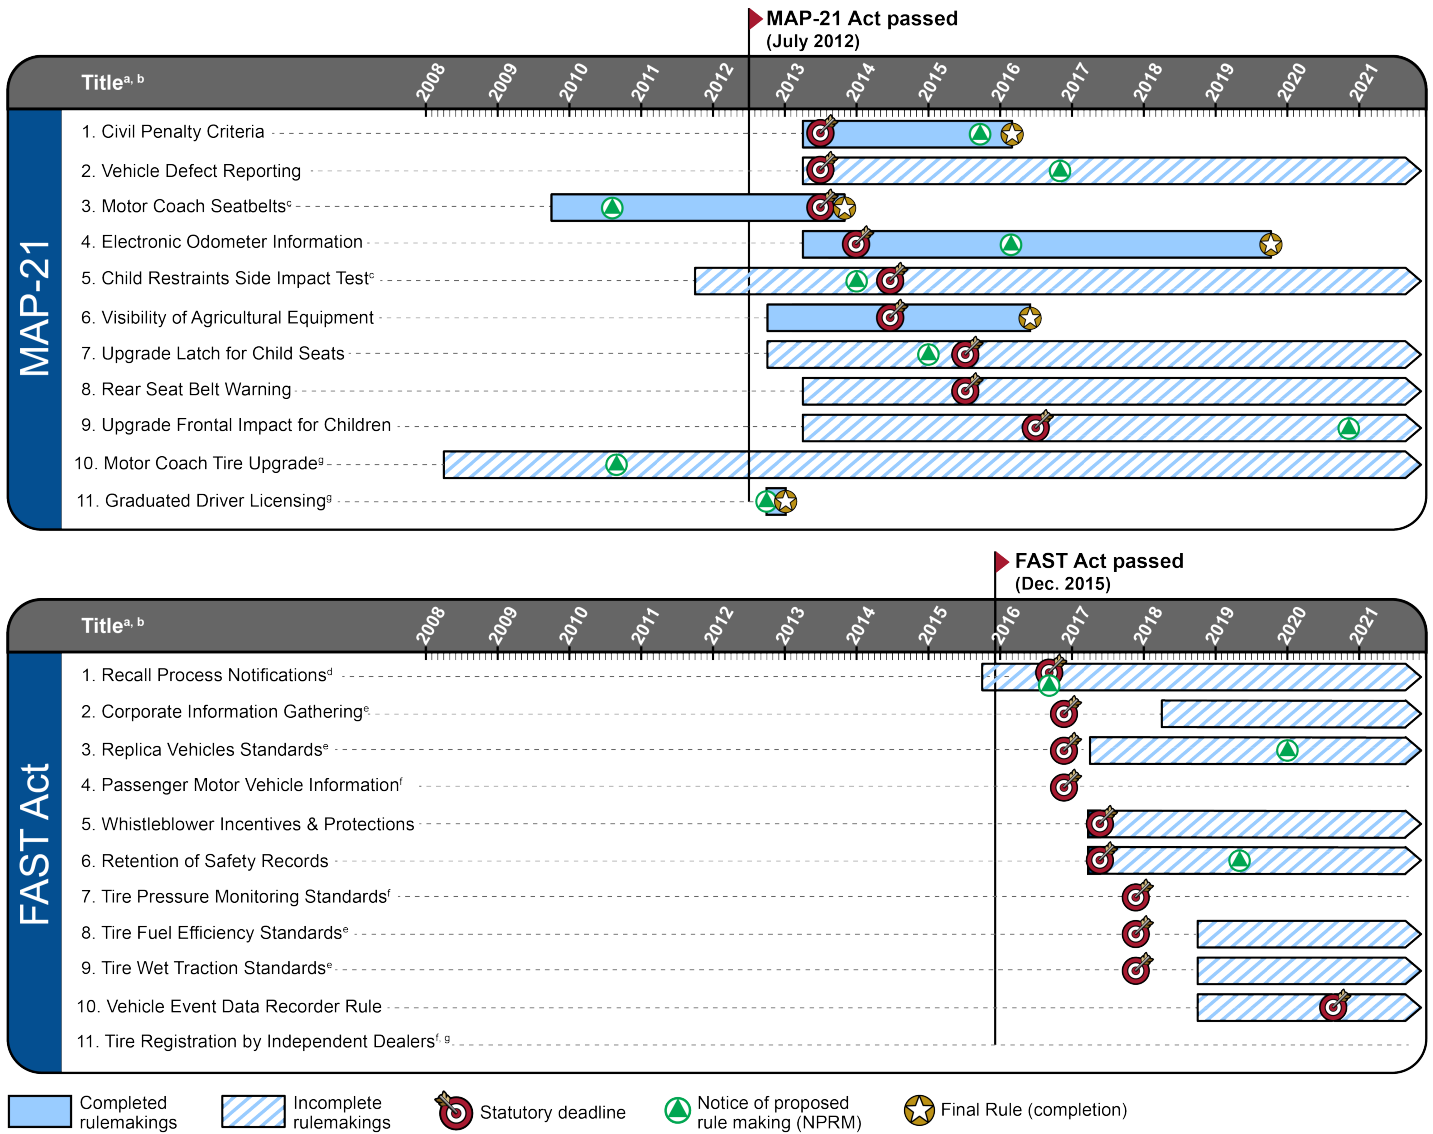 MAP-21 Act passed
(July 2012)
Titleᵃ, ᵇ 2008 2009 2010 2011 2012 2013 2014 2015 2016 2017 2018 2019 2020 2021
MAP-21
1. Civil Penalty Criteria
2. Vehicle Defect Reporting
3. Motor Coach Seatbeltsᶜ
4. Electronic Odometer Information
5. Child Restraints Side Impact Testᶜ
6. Visibility of Agricultural Equipment
7. Upgrade Latch for Child Seats
8. Rear Seat Belt Warning
9. Upgrade Frontal Impact for Children
10. Motor Coach Tire Upgradeᵍ
11. Graduated Driver Licensingᵍ
FAST Act passed
(Dec. 2015)
Titleᵃ, ᵇ 2008 2009 2010 2011 2012 2013 2014 2015 2016 2017 2018 2019 2020 2021
FAST Act
1. Recall Process Notificationsᵈ
2. Corporate Information Gatheringᵉ
3. Replica Vehicles Standardsᵉ
4. Passenger Motor Vehicle Informationᶠ
5. Whistleblower Incentives & Protections
6. Retention of Safety Records
7. Tire Pressure Monitoring Standardsᶠ
8. Tire Fuel Efficiency Standardsᵉ
9. Tire Wet Traction Standardsᵉ
10. Vehicle Event Data Recorder Rule
11. Tire Registration by Independent Dealersᶠ, ᵍ
Completed
rulemakings
Incomplete
rulemakings
Statutory deadline
Notice of proposed
rule making (NPRM)
Final Rule (completion)